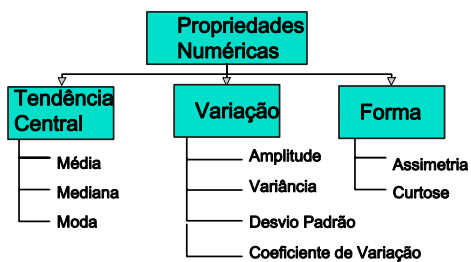 Propriedades
Numéricas
Tendência
Central
Média
Mediana
Moda
Variação
Amplitude
Variância
Desvio Padrão
Coeficiente de Variação
Forma
Assimetria
Curtose